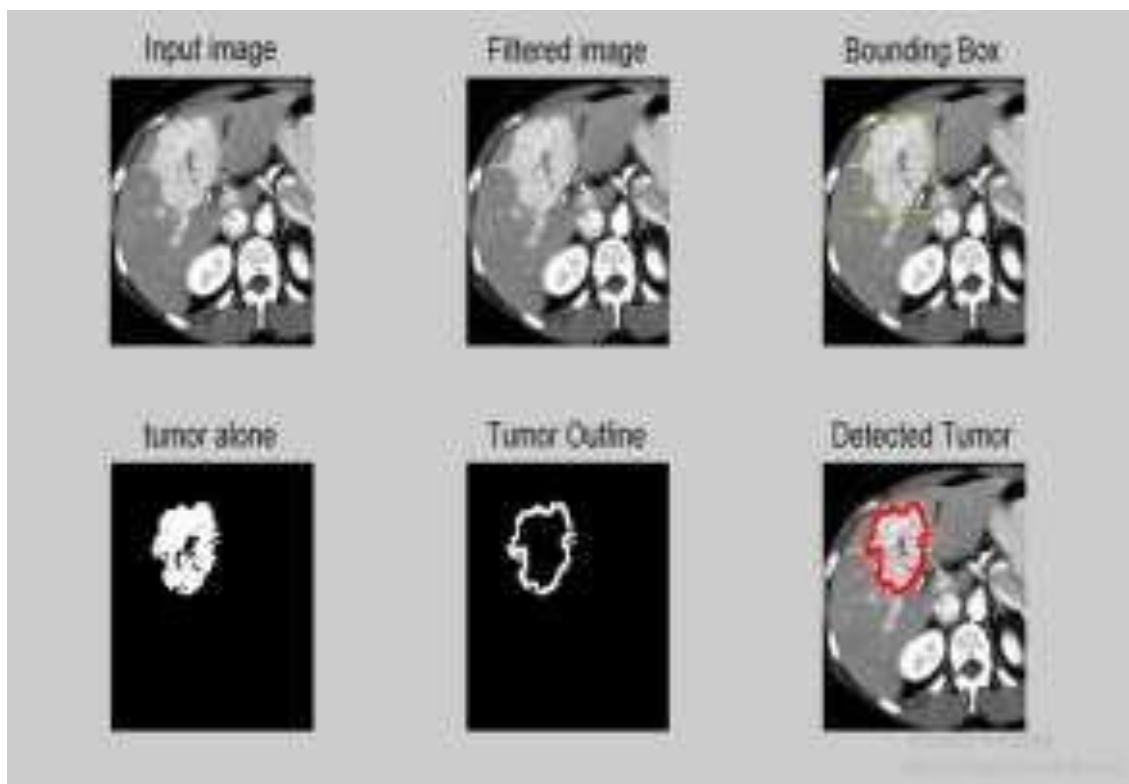 Input image
Filtered image
Bounding Box
tumor alone
Tumor Outline
Detected Tumor